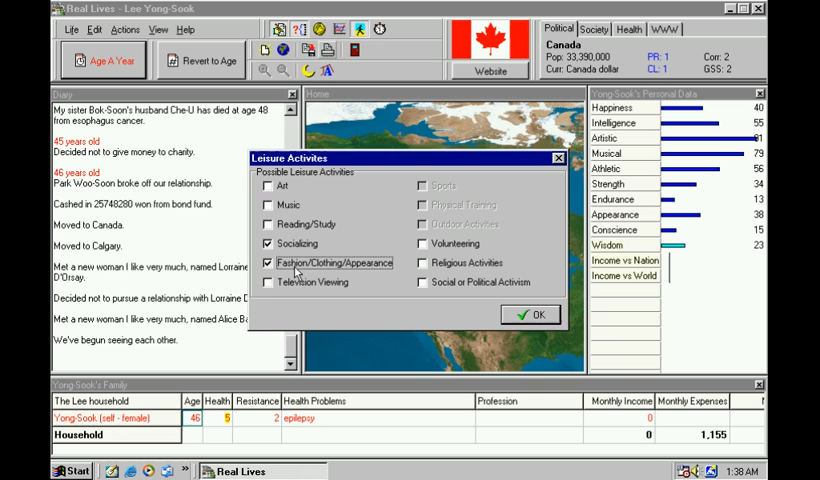 Real Lives - Lee Yong-Sook
Life Edit Actions View Help
Age A Year
Revert to Age
Website
Political Society Health WWW
Canada
Pop: 33,390,000 PR: 1 Corr: 2
Curr: Canada dollar CL: 1 GSS: 2
Diary
My sister Bok-Soon's husband Che-U has died at age 48
from esophagus cancer.
45 years old
Decided not to give money to charity.
46 years old
Park Woo-Soon broke off our relationship.
Cashed in 25748280 won from bond fund.
Moved to Canada.
Moved to Calgary.
Met a new woman I like very much, named Lorraine
D'Orsay.
Decided not to pursue a relationship with Lorraine D
Met a new woman I like very much, named Alice Ba
We've begun seeing each other.
Home
Leisure Activites
Possible Leisure Activities
Art
Music
Reading/Study
Socializing
Fashion/Clothing/Appearance
Television Viewing
Sports
Physical Training
Outdoor Activities
Volunteering
Religious Activities
Social or Political Activism
OK
Yong-Sook's Personal Data
Happiness 40
Intelligence 55
Artistic 81
Musical 79
Athletic 56
Strength 34
Endurance 13
Appearance 38
Conscience 15
Wisdom 23
Income vs Nation
Income vs World
Yong-Sook's Family
The Lee household Age Health Resistance Health Problems Profession Monthly Income Monthly Expenses
Yong-Sook (self - female) 46 5 2 epilepsy 0
Household 0 1,155
Start Real Lives 1:38 AM